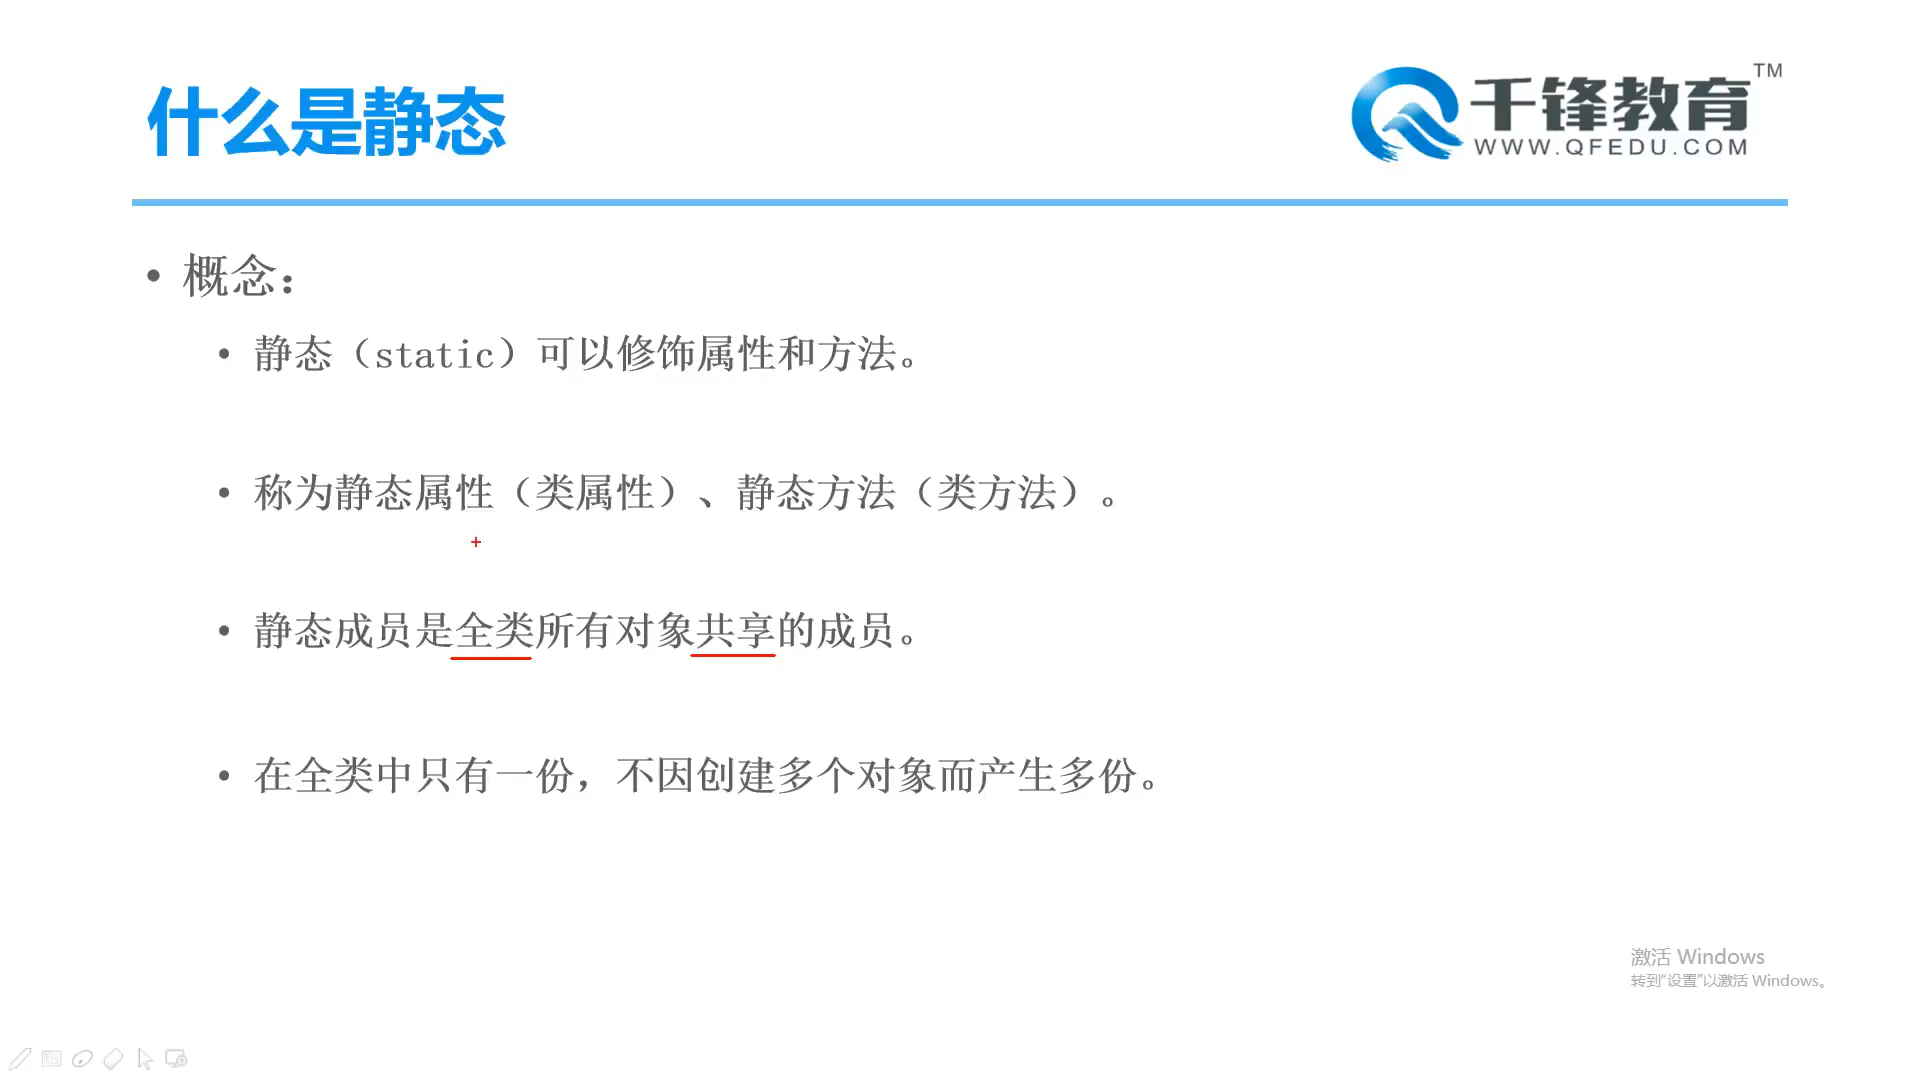 什么是静态
千锋教育TM
WWW.QFEDU.COM
• 概念：
• 静态（static）可以修饰属性和方法。
• 称为静态属性（类属性）、静态方法（类方法）。
• 静态成员是全类所有对象共享的成员。
• 在全类中只有一份，不因创建多个对象而产生多份。
激活 Windows
转到“设置”以激活 Windows。